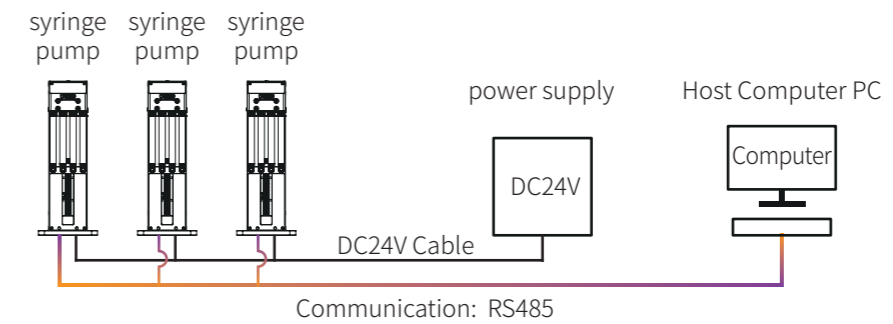 syringe pump
syringe pump
syringe pump
power supply
Host Computer PC
Computer
DC24V
DC24V Cable
Communication: RS485